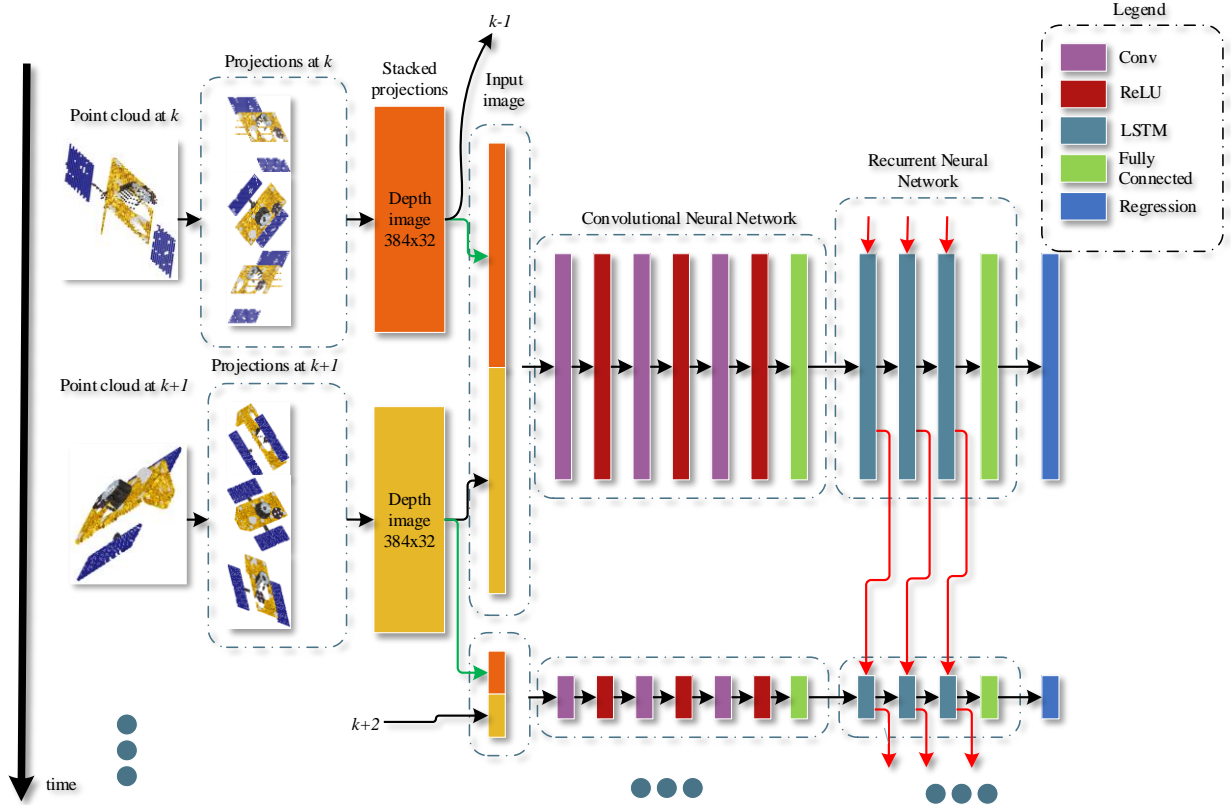 k-1
Legend
Conv
ReLU
LSTM
Fully
Connected
Regression
Projections at k
Stacked
projections
Input
image
Point cloud at k
Depth
image
384x32
Convolutional Neural Network
Recurrent Neural
Network
Point cloud at k+1
Projections at k+1
Depth
image
384x32
k+2
time